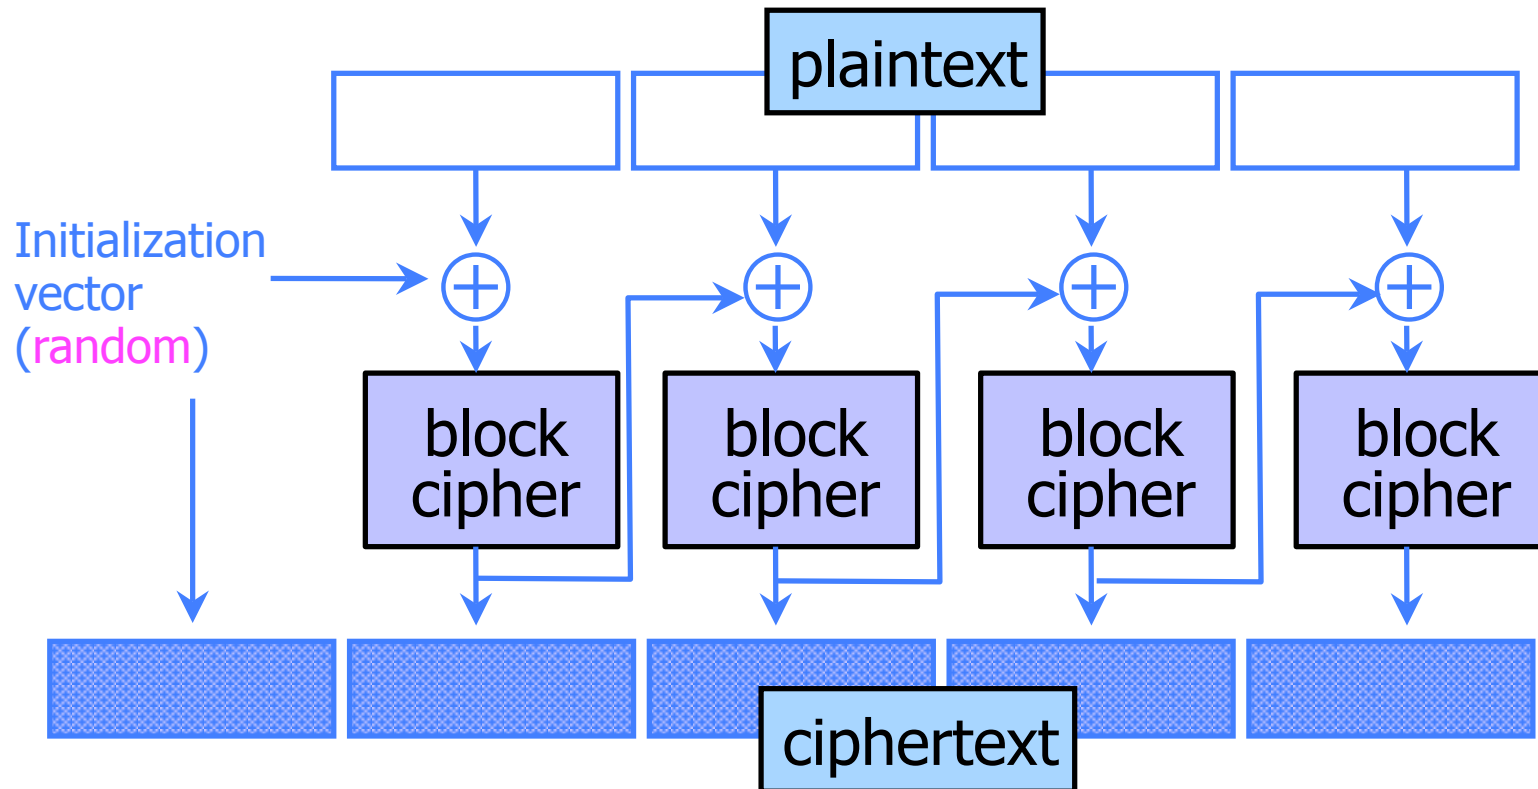 plaintext
Initialization
vector
(random)
block
cipher
block
cipher
block
cipher
block
cipher
ciphertext